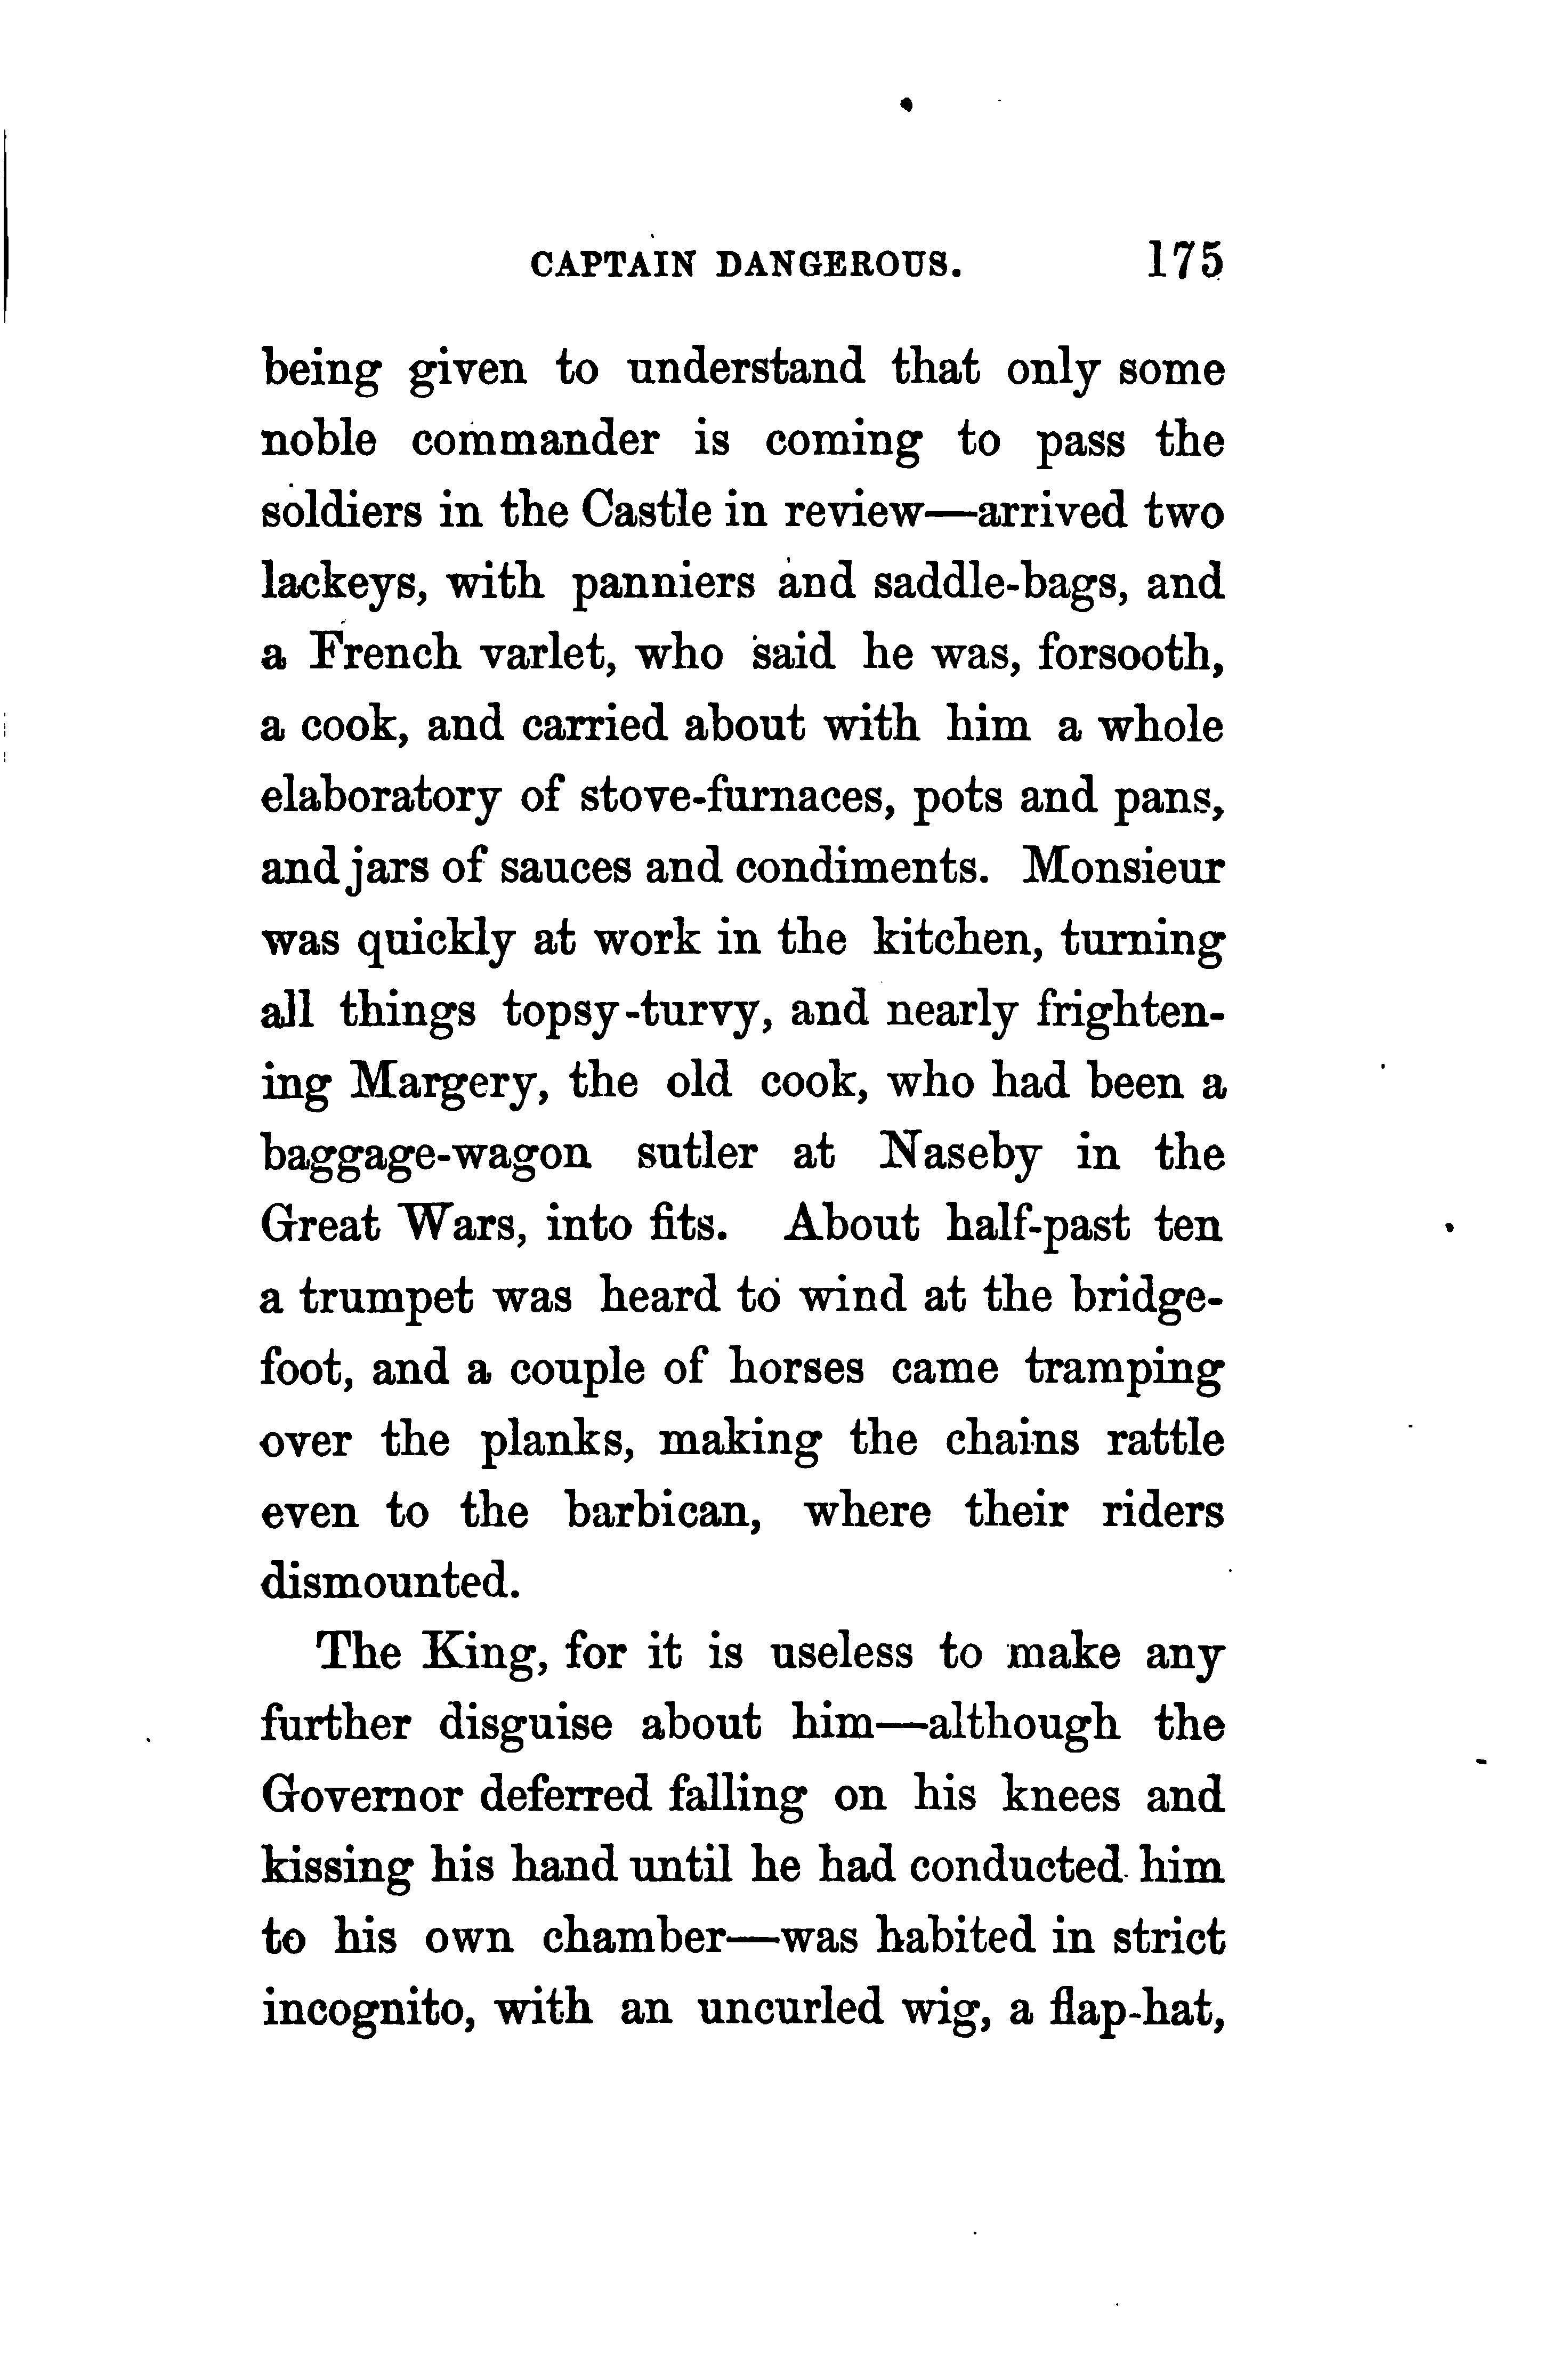 CAPTAIN DANGEROUS. 175
being given to understand that only some
noble commander is coming to pass the
soldiers in the Castle in review—arrived two
lackeys, with panniers and saddle-bags, and
a French varlet, who said he was, forsooth,
a cook, and carried about with him a whole
elaboratory of stove-furnaces, pots and pans,
and jars of sauces and condiments. Monsieur
was quickly at work in the kitchen, turning
all things topsy-turvy, and nearly frighten-
ing Margery, the old cook, who had been a
baggage-wagon sutler at Naseby in the
Great Wars, into fits. About half-past ten
a trumpet was heard to wind at the bridge-
foot, and a couple of horses came tramping
over the planks, making the chains rattle
even to the barbican, where their riders
dismounted.
The King, for it is useless to make any
further disguise about him—although the
Governor deferred falling on his knees and
kissing his hand until he had conducted him
to his own chamber—was habited in strict
incognito, with an uncurled wig, a flap-hat,